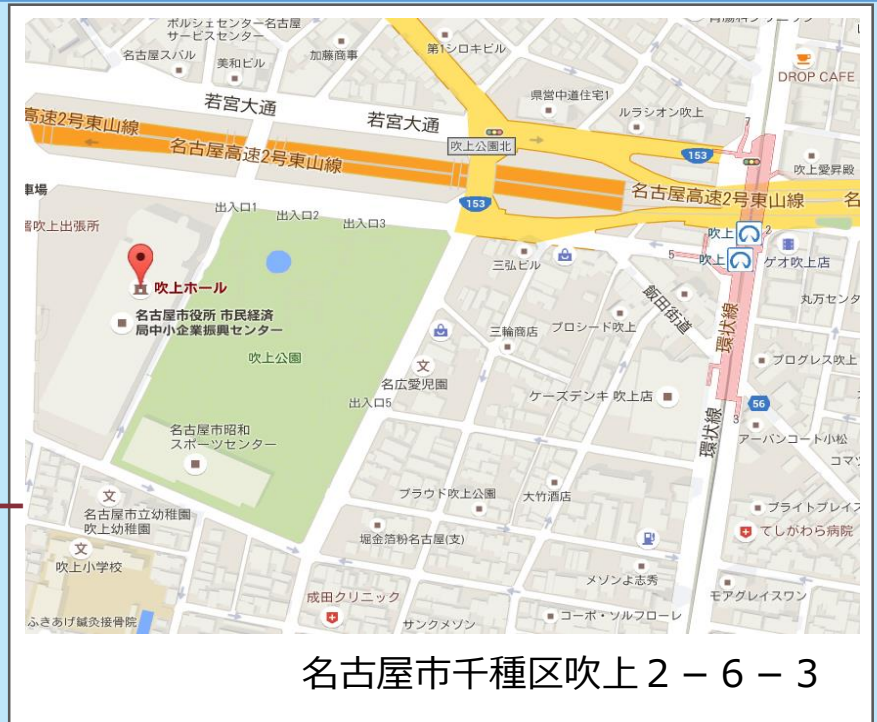 ポルシェセンター名古屋
サービスセンター
名古屋スバル
美和ビル
加藤商事
第1シロキビル
DROP CAFE
県営中道住宅1
ルラシオン吹上
若宮大通
若宮大通
高速2号東山線
名古屋高速2号東山線
吹上公園北
153
7
吹上愛昇殿
名古屋高速2号東山線
名
車場
吹上出張所
出入口1
出入口2
出入口3
153
吹上
2
吹上
5
ゲオ吹上店
三弘ビル
吹上ホール
名古屋市役所 市民経済
局中小企業振興センター
飯田街道
丸万センタ
三輪商店
プロシード吹上
環状線
吹上公園
名広愛児園
プログレス吹上
ケーズデンキ 吹上店
出入口5
56
3
名古屋市昭和
スポーツセンター
環状線
アーバンコート小松
コマツ
プラウド吹上公園
大竹酒店
名古屋市立幼稚園
吹上幼稚園
ブライトプレイス
てしがわら病院
堀金箔粉名古屋(支)
吹上小学校
メゾンよ志秀
成田クリニック
モアグレイスワン
ふきあげ鍼灸接骨院
サンクメゾン
コーポ・ソルフローレ
名古屋市千種区吹上２－６－３